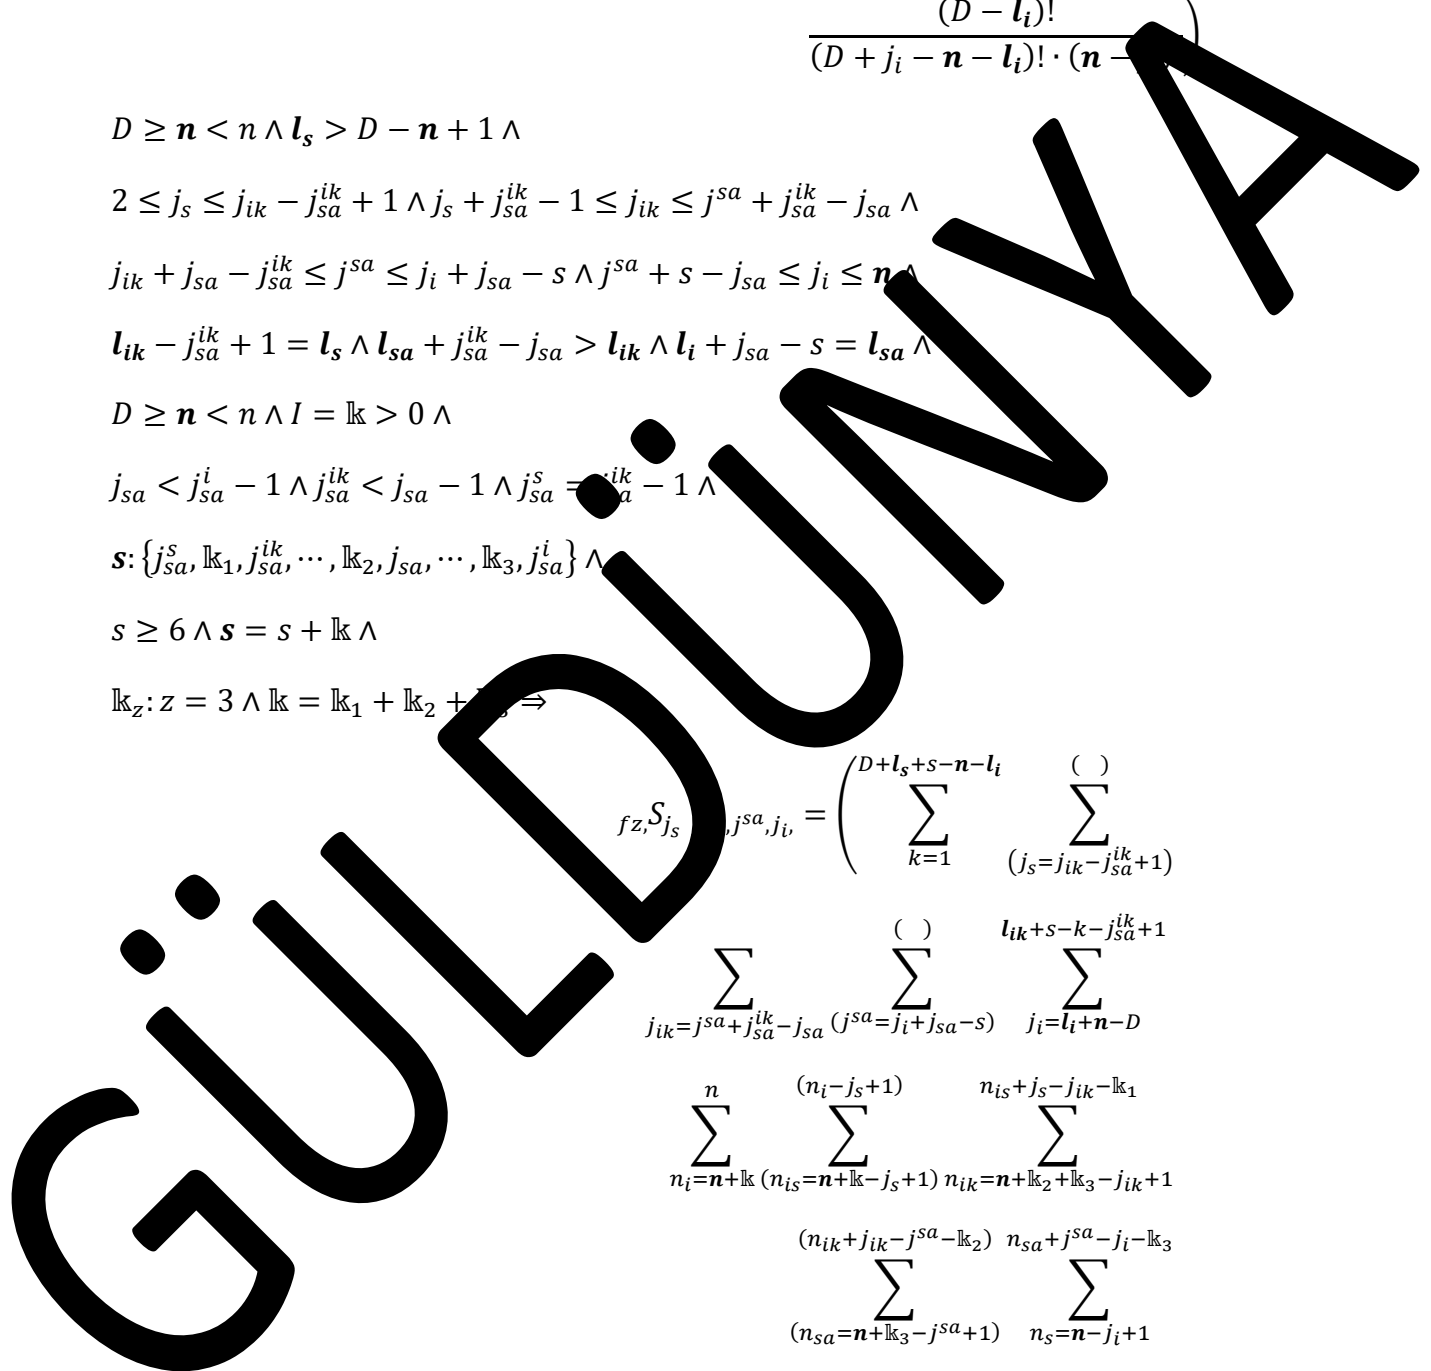 (D − l_i)!
(D + j_i − n − l_i)! · (n −
D ≥ n < n ∧ l_s > D − n + 1 ∧
2 ≤ j_s ≤ j_ik − j_sa^ik + 1 ∧ j_s + j_sa^ik − 1 ≤ j_ik ≤ j^sa + j_sa^ik − j_sa ∧
j_ik + j_sa − j_sa^ik ≤ j^sa ≤ j_i + j_sa − s ∧ j^sa + s − j_sa ≤ j_i ≤ n ∧
l_ik − j_sa^ik + 1 = l_s ∧ l_sa + j_sa^ik − j_sa > l_ik ∧ l_i + j_sa − s = l_sa ∧
D ≥ n < n ∧ I = 𝕜 > 0 ∧
j_sa < j_sa^i − 1 ∧ j_sa^ik < j_sa − 1 ∧ j_sa^s = j_sa^ik − 1 ∧
s: {j_sa^s, 𝕜_1, j_sa^ik, ⋯ , 𝕜_2, j_sa, ⋯ , 𝕜_3, j_sa^i} ∧
s ≥ 6 ∧ s = s + 𝕜 ∧
𝕜_z: z = 3 ∧ 𝕜 = 𝕜_1 + 𝕜_2 + 𝕜_3 ⇒
D+l_s+s−n−l_i ( )
fz,S_j_s ,j^sa,j_i, = ( ∑ ∑
k=1 (j_s=j_ik−j_sa^ik+1)
( ) l_ik+s−k−j_sa^ik+1
∑ ∑ ∑
j_ik=j^sa+j_sa^ik−j_sa (j^sa=j_i+j_sa−s) j_i=l_i+n−D
n (n_i−j_s+1) n_is+j_s−j_ik−𝕜_1
∑ ∑ ∑
n_i=n+𝕜 (n_is=n+𝕜−j_s+1) n_ik=n+𝕜_2+𝕜_3−j_ik+1
(n_ik+j_ik−j^sa−𝕜_2) n_sa+j^sa−j_i−𝕜_3
∑ ∑
(n_sa=n+𝕜_3−j^sa+1) n_s=n−j_i+1
GÜLDÜNYA